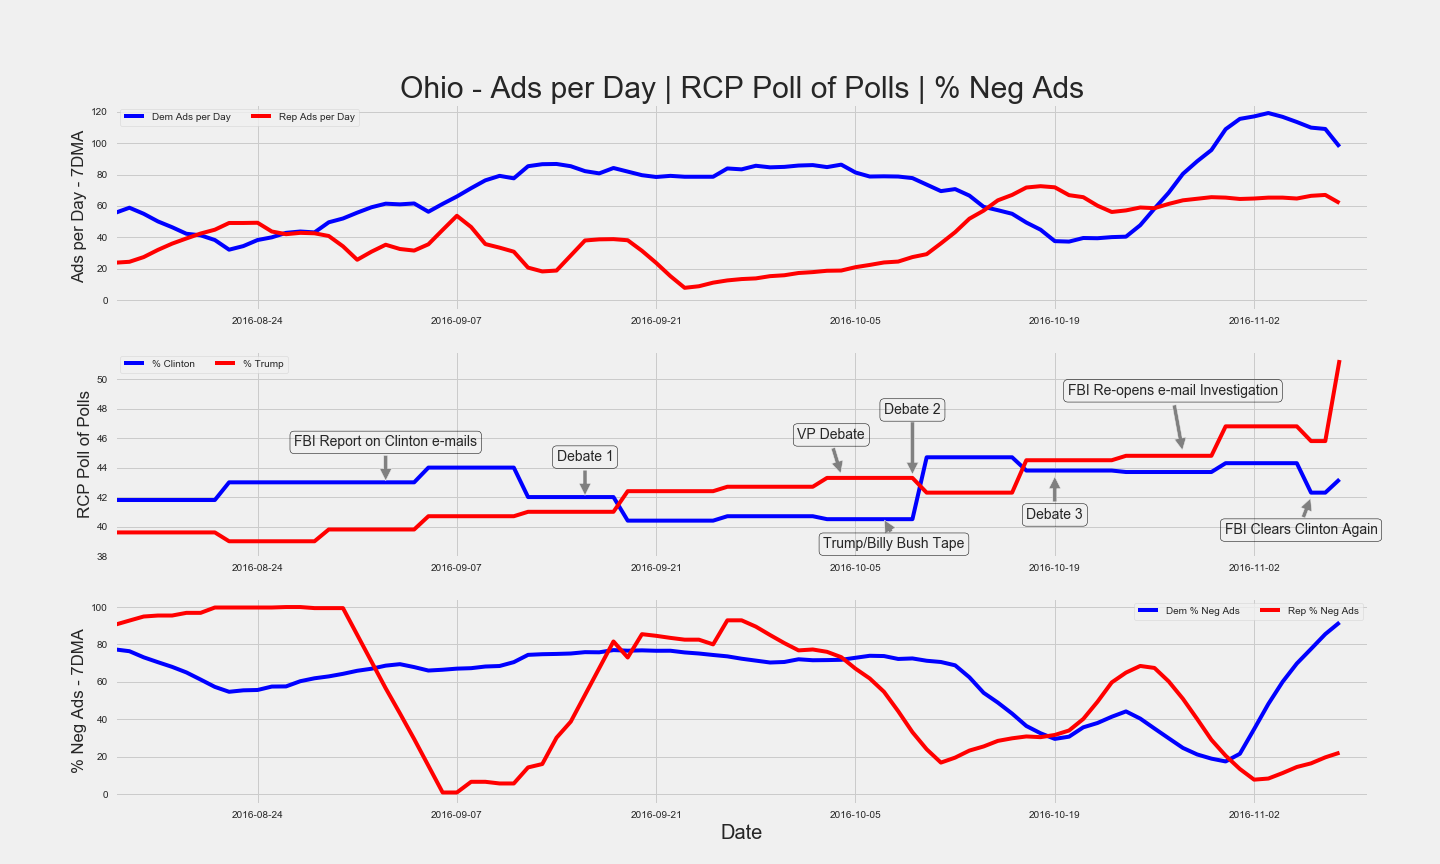 Ohio - Ads per Day | RCP Poll of Polls | % Neg Ads
Dem Ads per Day Rep Ads per Day
Ads per Day - 7DMA
120
100
80
60
40
20
0
2016-08-24 2016-09-07 2016-09-21 2016-10-05 2016-10-19 2016-11-02
% Clinton % Trump
RCP Poll of Polls
50
48
46
44
42
40
38
FBI Report on Clinton e-mails
Debate 1
VP Debate
Debate 2
Trump/Billy Bush Tape
Debate 3
FBI Re-opens e-mail Investigation
FBI Clears Clinton Again
2016-08-24 2016-09-07 2016-09-21 2016-10-05 2016-10-19 2016-11-02
Dem % Neg Ads Rep % Neg Ads
% Neg Ads - 7DMA
100
80
60
40
20
0
2016-08-24 2016-09-07 2016-09-21 2016-10-05 2016-10-19 2016-11-02
Date